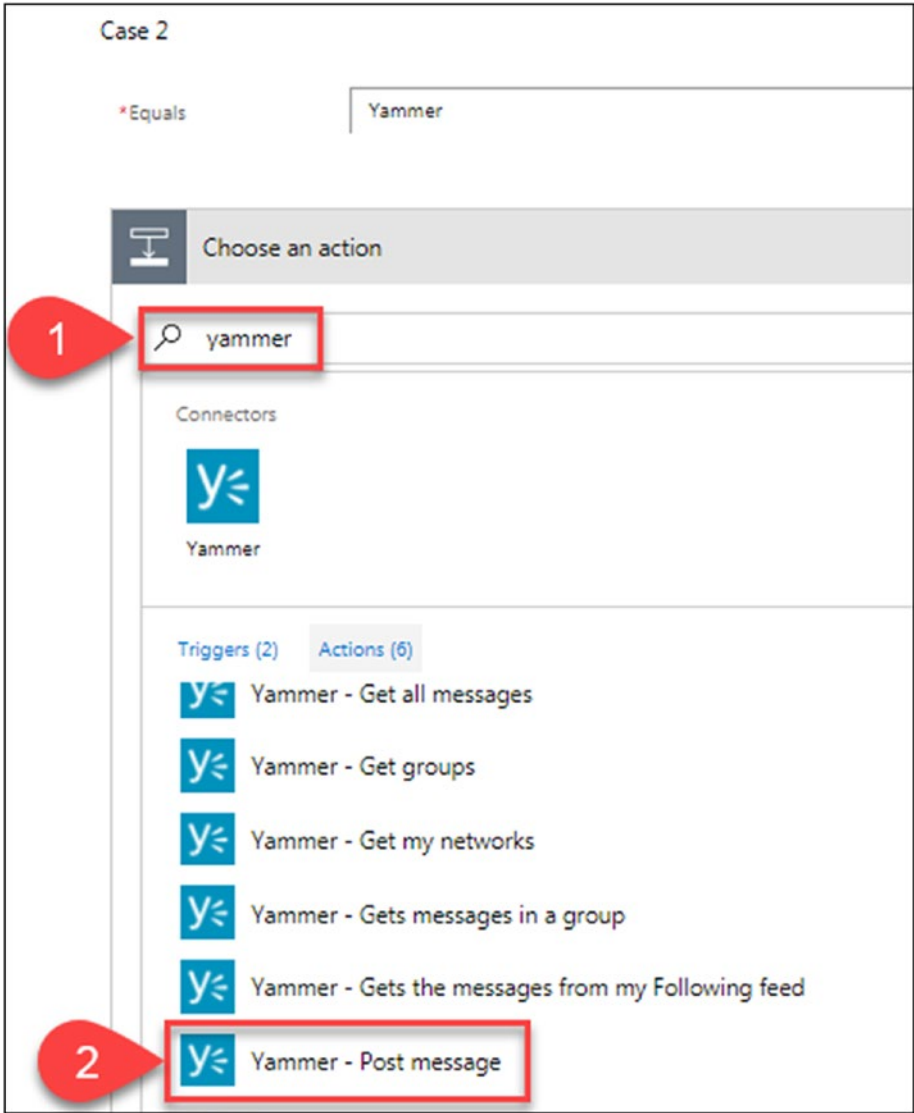 Case 2
*Equals
Yammer
Choose an action
1
yammer
Connectors
Yammer
Triggers (2) Actions (6)
Yammer - Get all messages
Yammer - Get groups
Yammer - Get my networks
Yammer - Gets messages in a group
Yammer - Gets the messages from my Following feed
2
Yammer - Post message